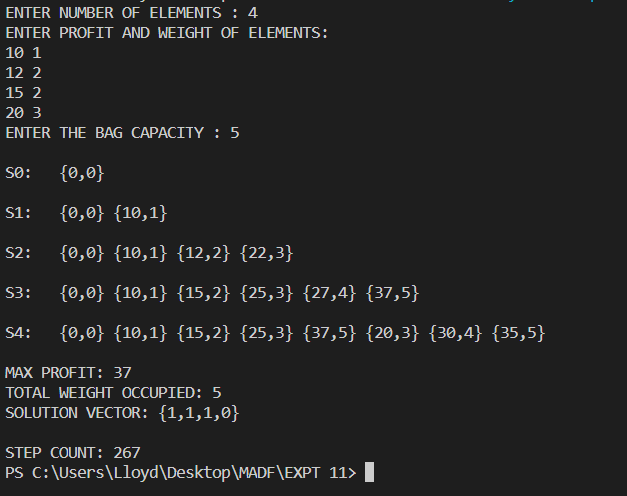 ENTER NUMBER OF ELEMENTS : 4
ENTER PROFIT AND WEIGHT OF ELEMENTS:
10 1
12 2
15 2
20 3
ENTER THE BAG CAPACITY : 5
S0: {0,0}
S1: {0,0} {10,1}
S2: {0,0} {10,1} {12,2} {22,3}
S3: {0,0} {10,1} {15,2} {25,3} {27,4} {37,5}
S4: {0,0} {10,1} {15,2} {25,3} {37,5} {20,3} {30,4} {35,5}
MAX PROFIT: 37
TOTAL WEIGHT OCCUPIED: 5
SOLUTION VECTOR: {1,1,1,0}
STEP COUNT: 267
PS C:\Users\Lloyd\Desktop\MADF\EXPT 11>